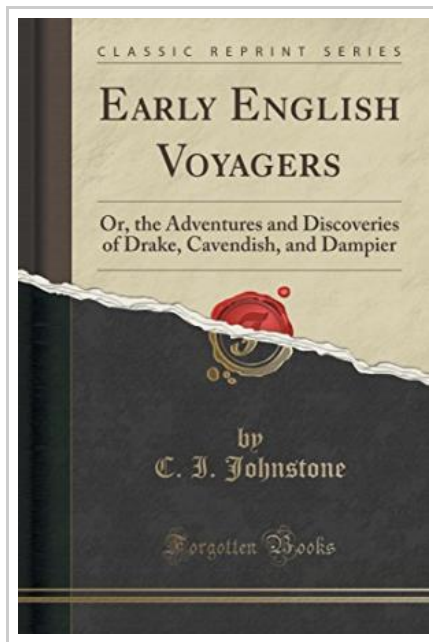 CLASSIC REPRINT SERIES
EARLY ENGLISH
VOYAGERS
Or, the Adventures and Discoveries
of Drake, Cavendish, and Dampier
J
by
C. I. Johnstone
Forgotten Books